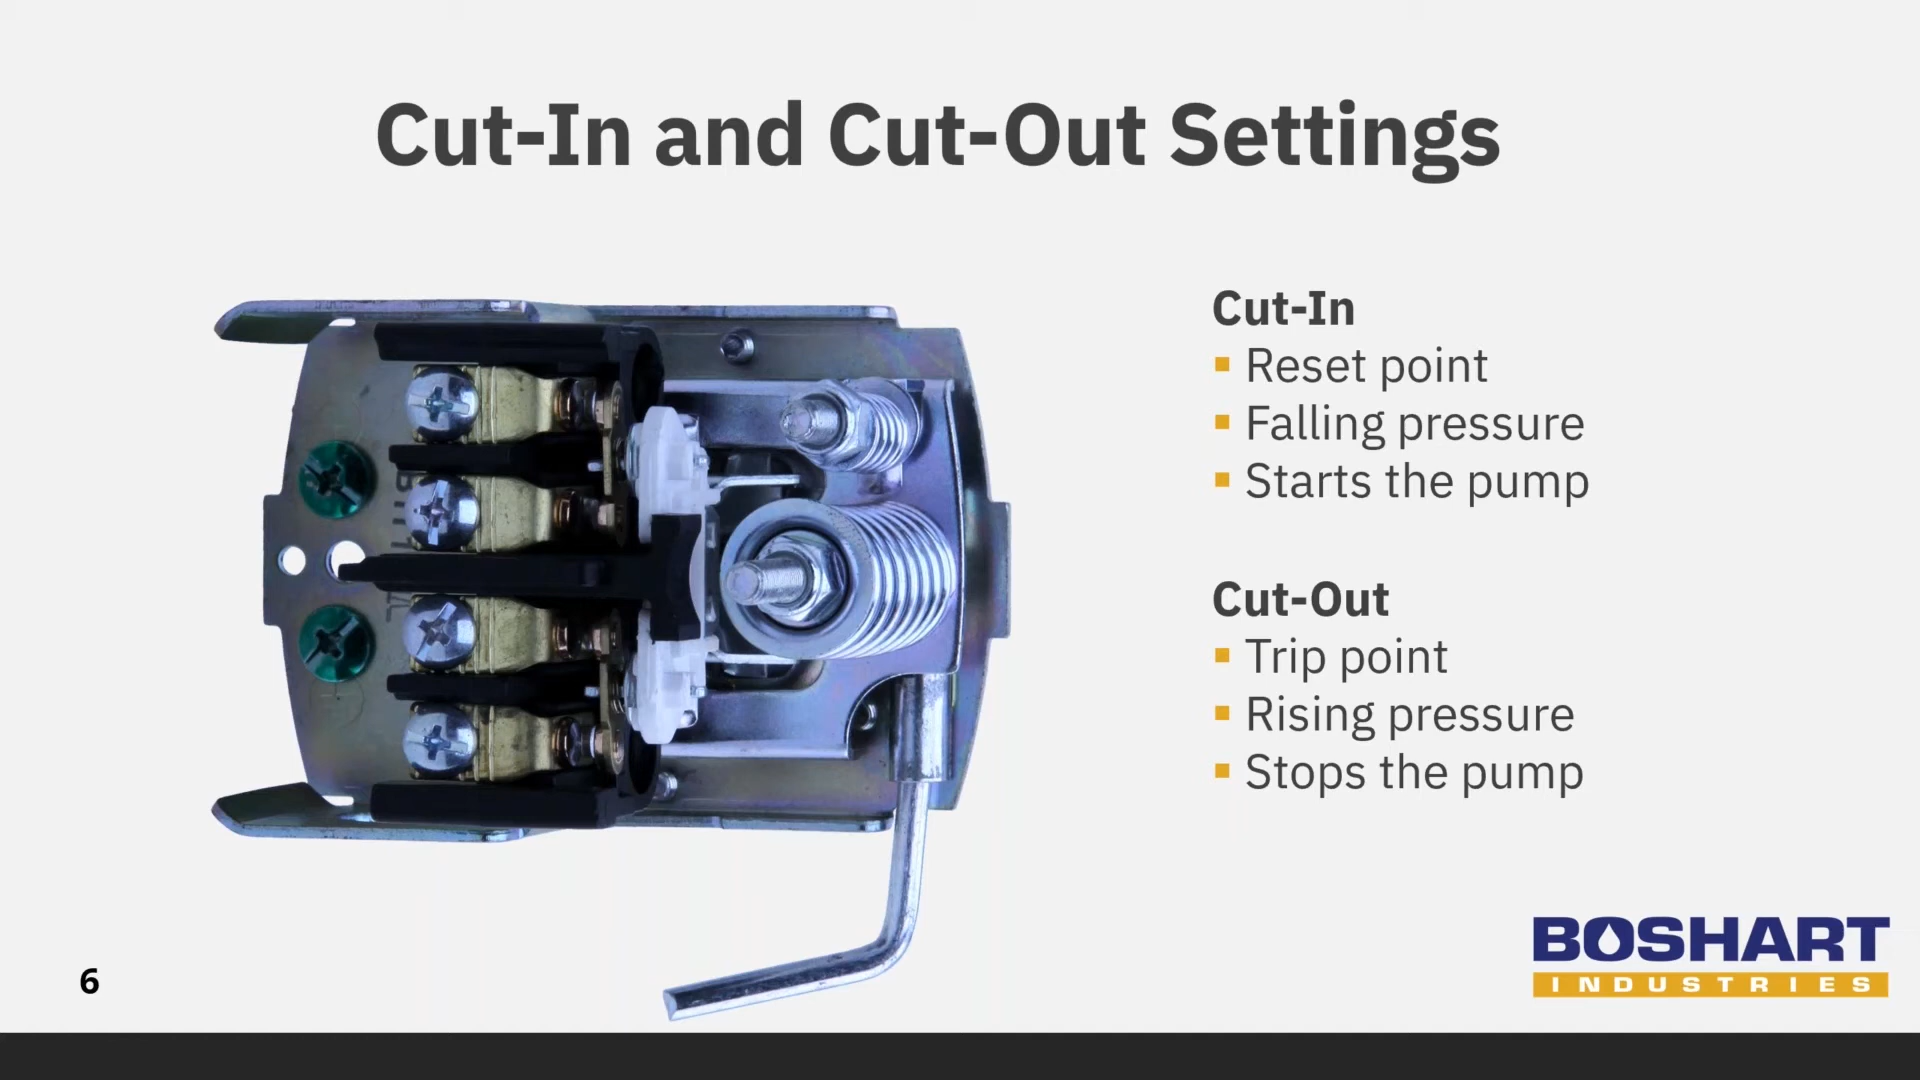 Cut-In and Cut-Out Settings
Cut-In
Reset point
Falling pressure
Starts the pump
Cut-Out
Trip point
Rising pressure
Stops the pump
BOSHART
INDUSTRIES
6